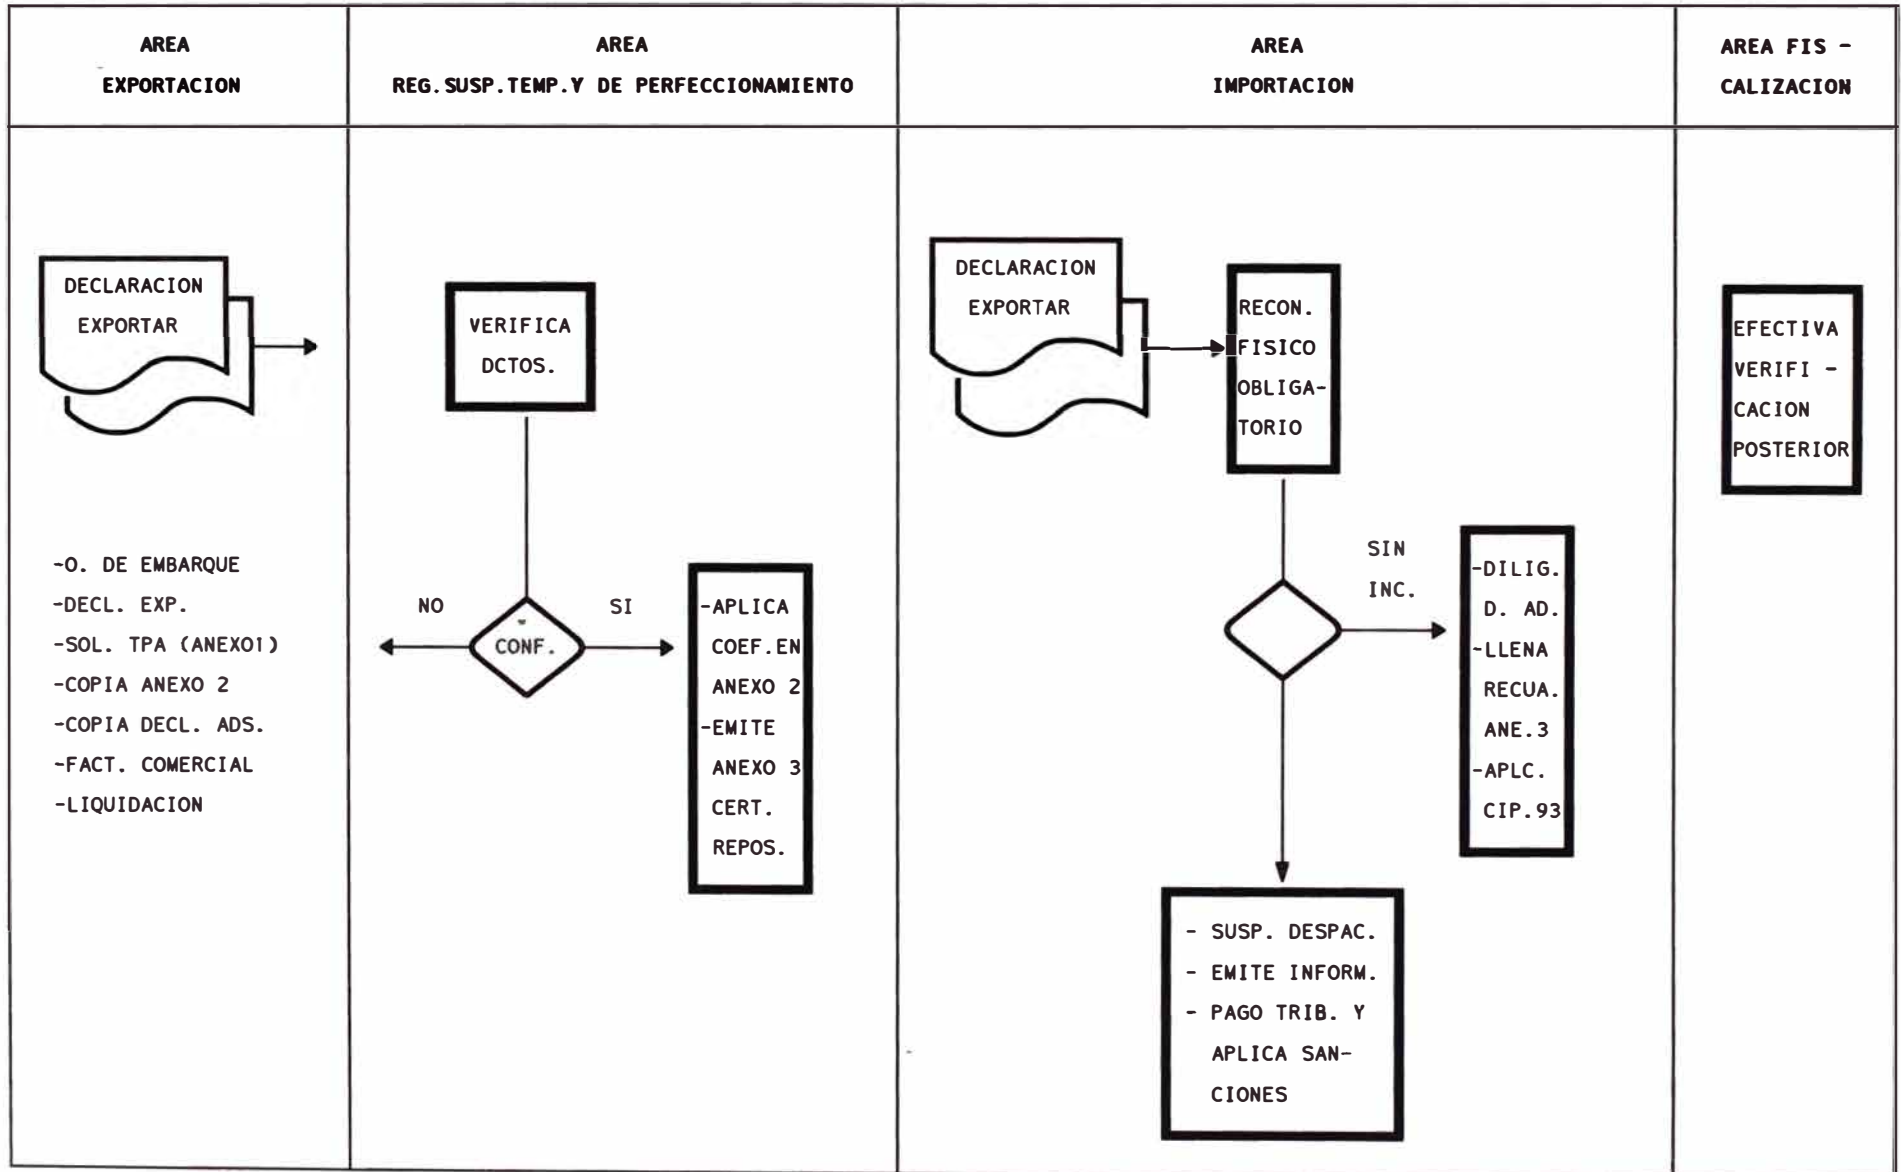 AREA
EXPORTACION
AREA
REG.SUSP.TEMP.Y DE PERFECCIONAMIENTO
AREA
IMPORTACION
AREA FIS -
CALIZACION
DECLARACION
EXPORTAR
-O. DE EMBARQUE
-DECL. EXP.
-SOL. TPA (ANEXO1)
-COPIA ANEXO 2
-COPIA DECL. ADS.
-FACT. COMERCIAL
-LIQUIDACION
VERIFICA
DCTOS.
NO
CONF.
SI
-APLICA
COEF.EN
ANEXO 2
-EMITE
ANEXO 3
CERT.
REPOS.
DECLARACION
EXPORTAR
RECON.
FISICO
OBLIGA-
TORIO
SIN
INC.
-DILIG.
D. AD.
-LLENA
RECUA.
ANE.3
-APLC.
CIP.93
- SUSP. DESPAC.
- EMITE INFORM.
- PAGO TRIB. Y
APLICA SAN-
CIONES
EFECTIVA
VERIFI -
CACION
POSTERIOR